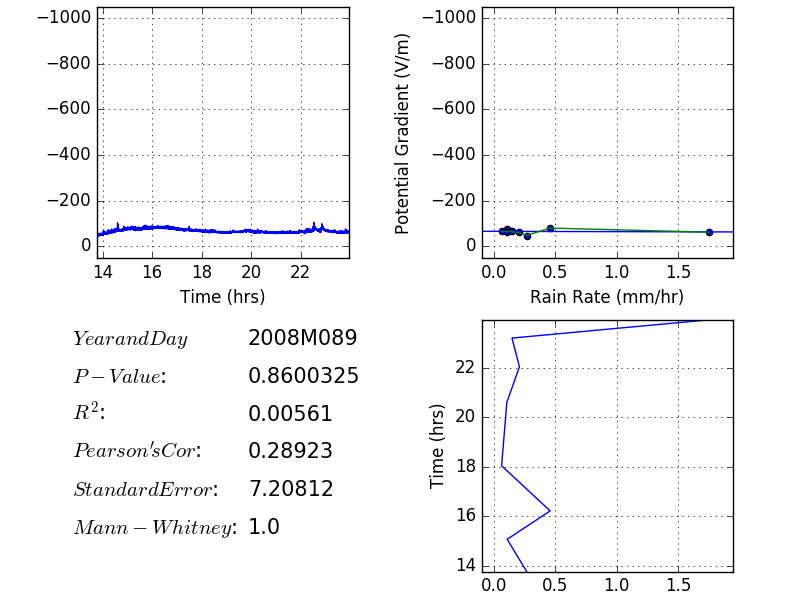 −1000
−800
−600
−400
−200
0
14 16 18 20 22
Time (hrs)
Potential Gradient (V/m)
−1000
−800
−600
−400
−200
0
0.0 0.5 1.0 1.5
Rain Rate (mm/hr)
YearandDay 2008M089
P − Value: 0.8600325
R²: 0.00561
Pearson′sCor: 0.28923
StandardError: 7.20812
Mann − Whitney: 1.0
Time (hrs)
22
20
18
16
14
0.0 0.5 1.0 1.5